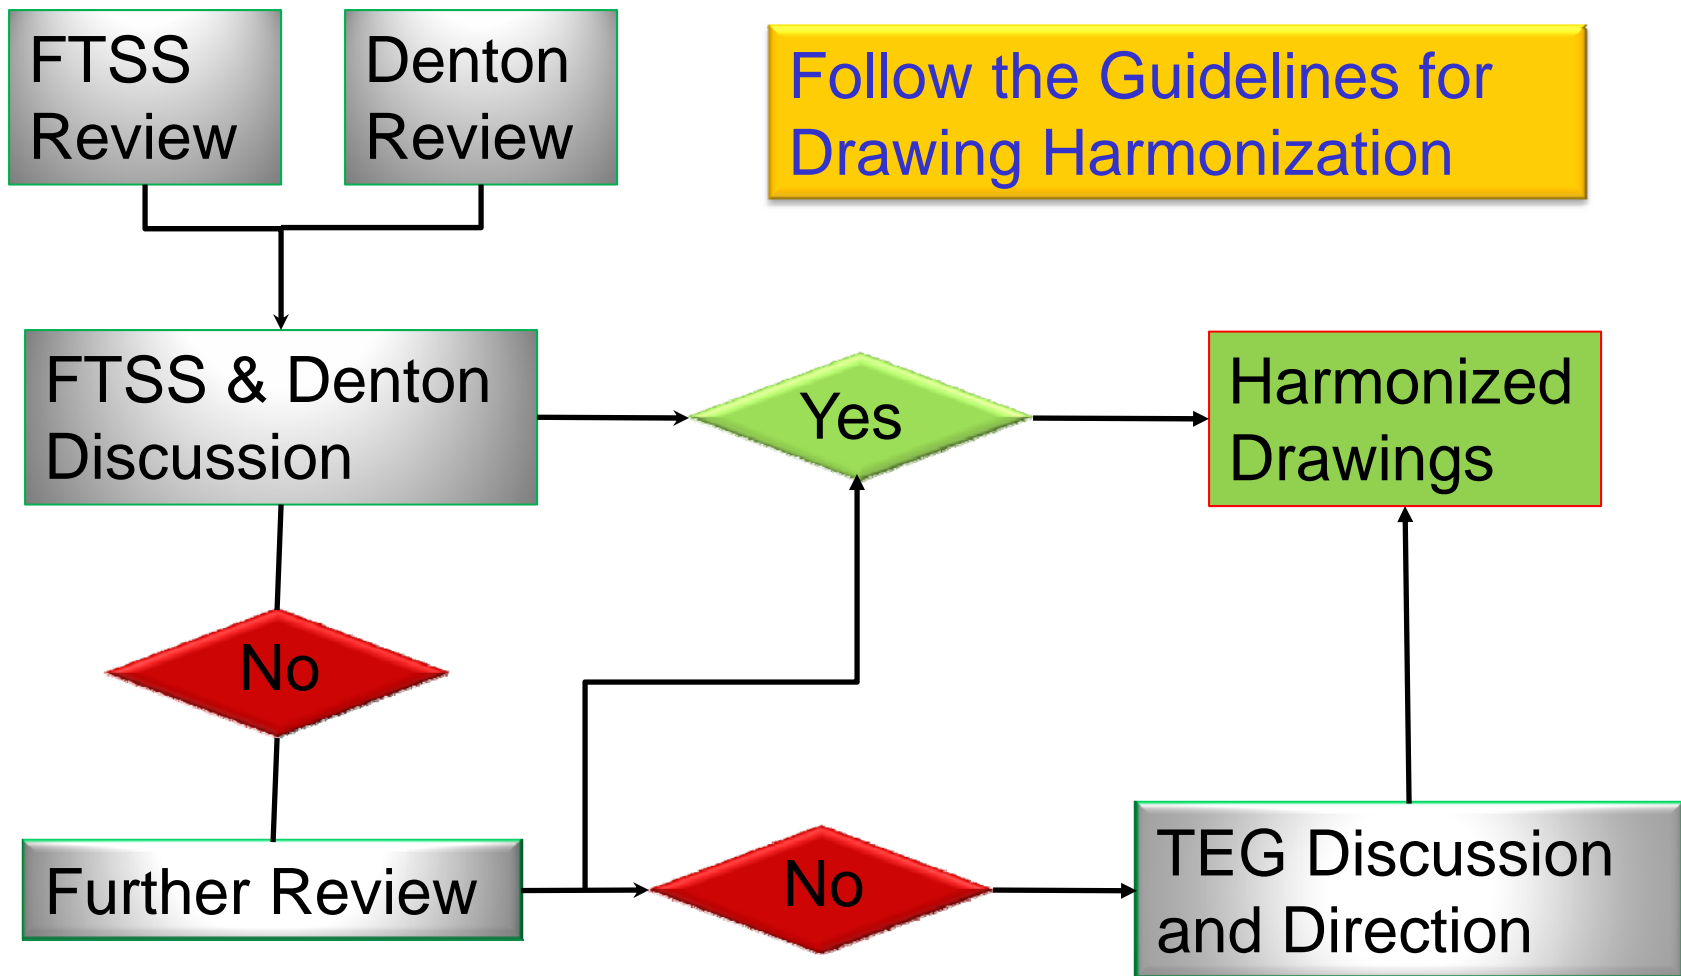 FTSS
Review
Denton
Review
Follow the Guidelines for
Drawing Harmonization
FTSS & Denton
Discussion
Yes
Harmonized
Drawings
No
Further Review
No
TEG Discussion
and Direction